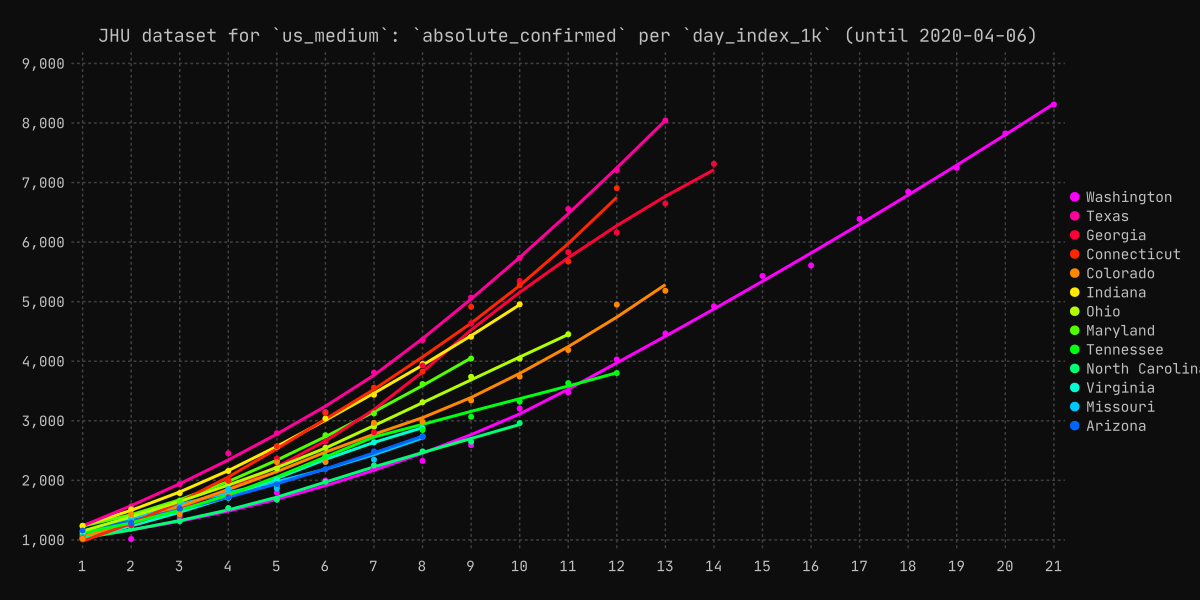 JHU dataset for `us_medium`: `absolute_confirmed` per `day_index_1k` (until 2020-04-06)
9,000
8,000
7,000
6,000
5,000
4,000
3,000
2,000
1,000
1 2 3 4 5 6 7 8 9 10 11 12 13 14 15 16 17 18 19 20 21
Washington
Texas
Georgia
Connecticut
Colorado
Indiana
Ohio
Maryland
Tennessee
North Carolina
Virginia
Missouri
Arizona